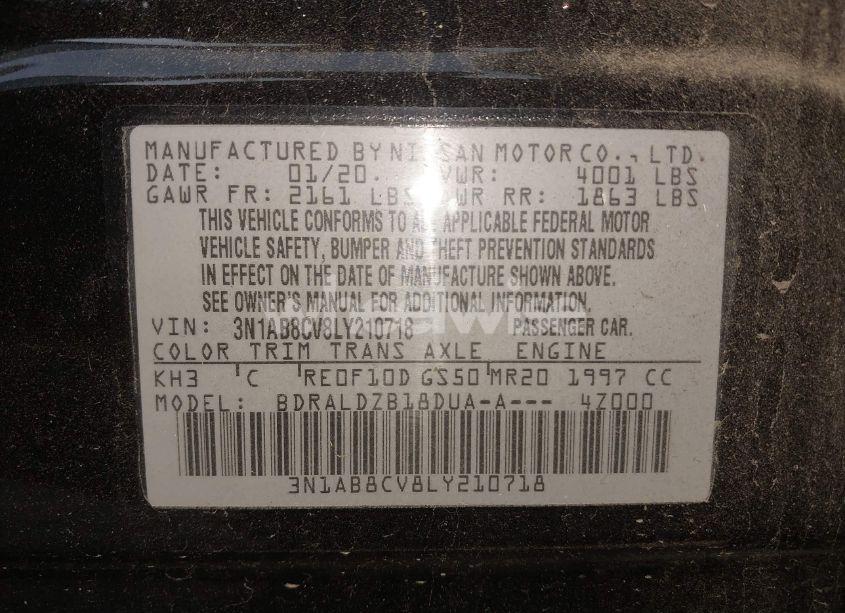 MANUFACTURED BY NISSAN MOTOR CO., LTD.
DATE: 01/20. GVWR: 4001 LBS
GAWR FR: 2161 LBS GAWR RR: 1863 LBS
THIS VEHICLE CONFORMS TO ALL APPLICABLE FEDERAL MOTOR
VEHICLE SAFETY, BUMPER AND THEFT PREVENTION STANDARDS
IN EFFECT ON THE DATE OF MANUFACTURE SHOWN ABOVE.
SEE OWNER'S MANUAL FOR ADDITIONAL INFORMATION.
VIN: 3N1AB8CV8LY210718 PASSENGER CAR.
COLOR TRIM TRANS AXLE ENGINE
KH3 C RE0F10D GS50 MR20 1997 CC
MODEL: BDRALDZB18DUA-A--- 4Z000
3N1AB8CV8LY210718